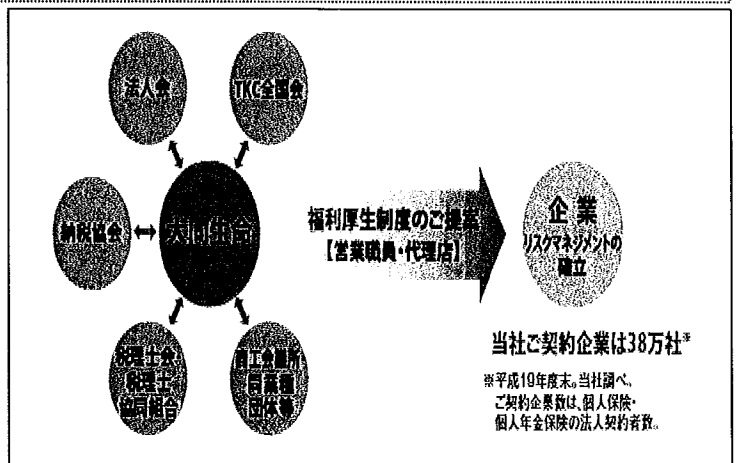 法人会
TKC全国会
納税協会
大同生命
税理士会
税理士
協同組合
商工会議所
同業種
団体等
福利厚生制度のご提案
【営業職員・代理店】
企業
リスクマネジメントの
確立
当社ご契約企業は38万社※
※平成19年度末。当社調べ。
ご契約企業数は、個人保険・
個人年金保険の法人契約者数。